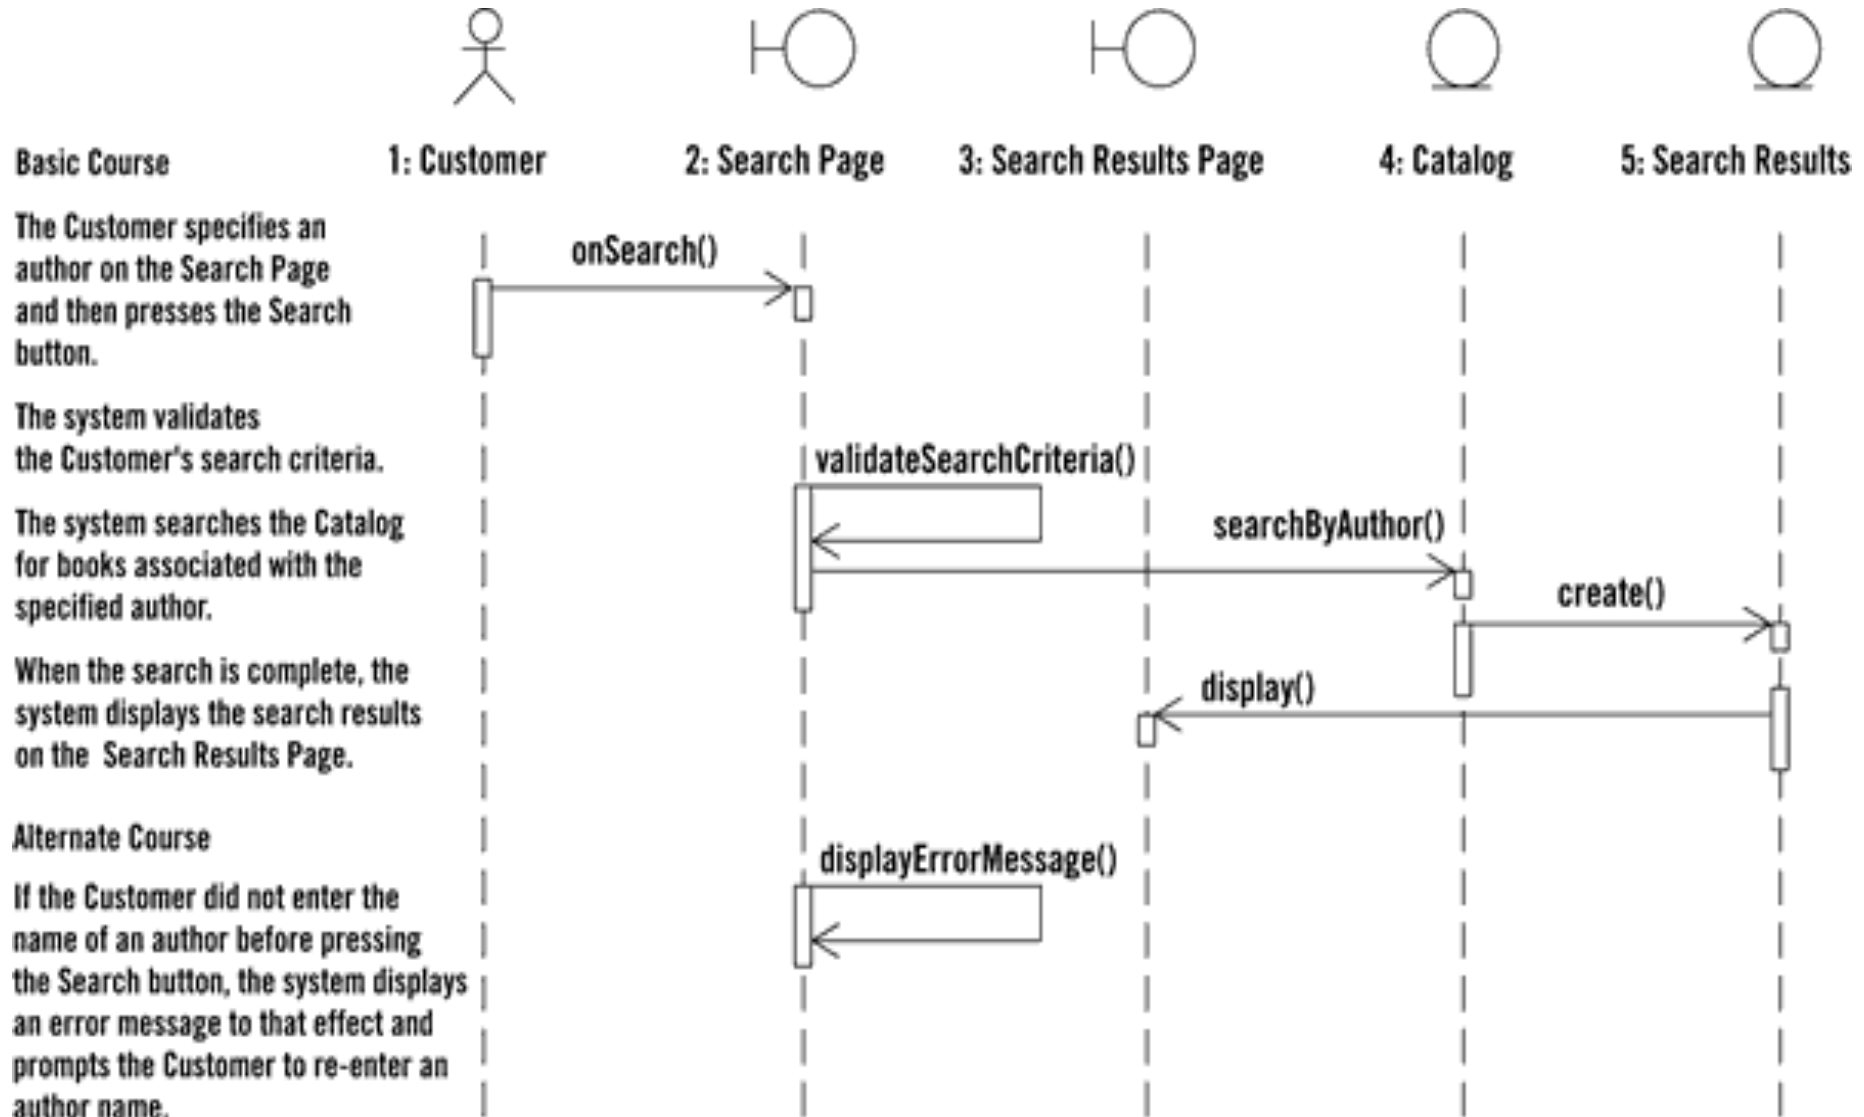 Basic Course
1: Customer
2: Search Page
3: Search Results Page
4: Catalog
5: Search Results
The Customer specifies an
author on the Search Page
and then presses the Search
button.
onSearch()
The system validates
the Customer's search criteria.
validateSearchCriteria()
The system searches the Catalog
for books associated with the
specified author.
searchByAuthor()
create()
When the search is complete, the
system displays the search results
on the Search Results Page.
display()
Alternate Course
displayErrorMessage()
If the Customer did not enter the
name of an author before pressing
the Search button, the system displays
an error message to that effect and
prompts the Customer to re-enter an
author name.